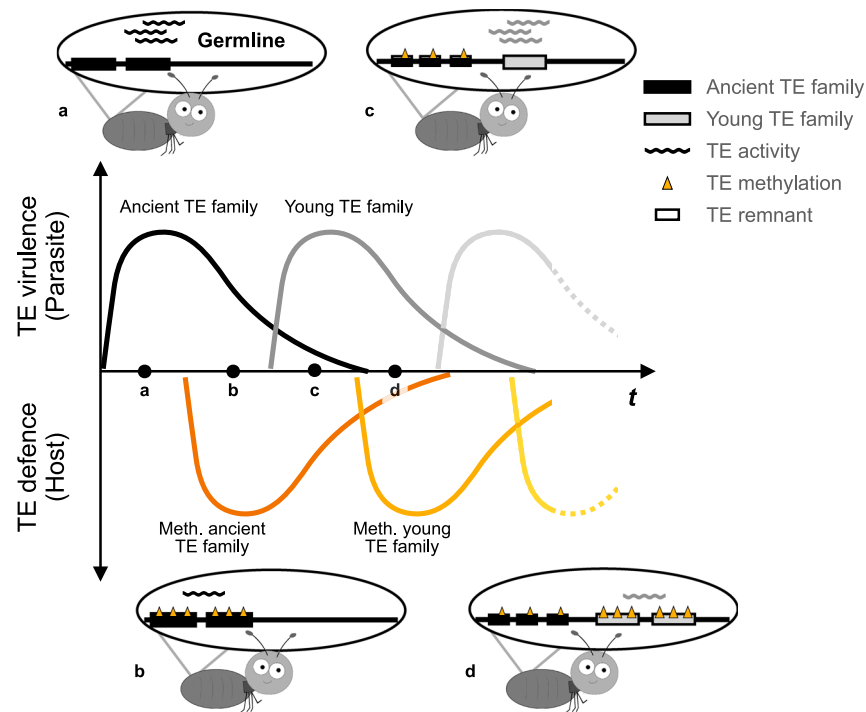 Germline
a
c
Ancient TE family
Young TE family
TE activity
TE methylation
TE remnant
TE virulence
(Parasite)
Ancient TE family
Young TE family
a
b
c
d
t
TE defence
(Host)
Meth. ancient
TE family
Meth. young
TE family
b
d